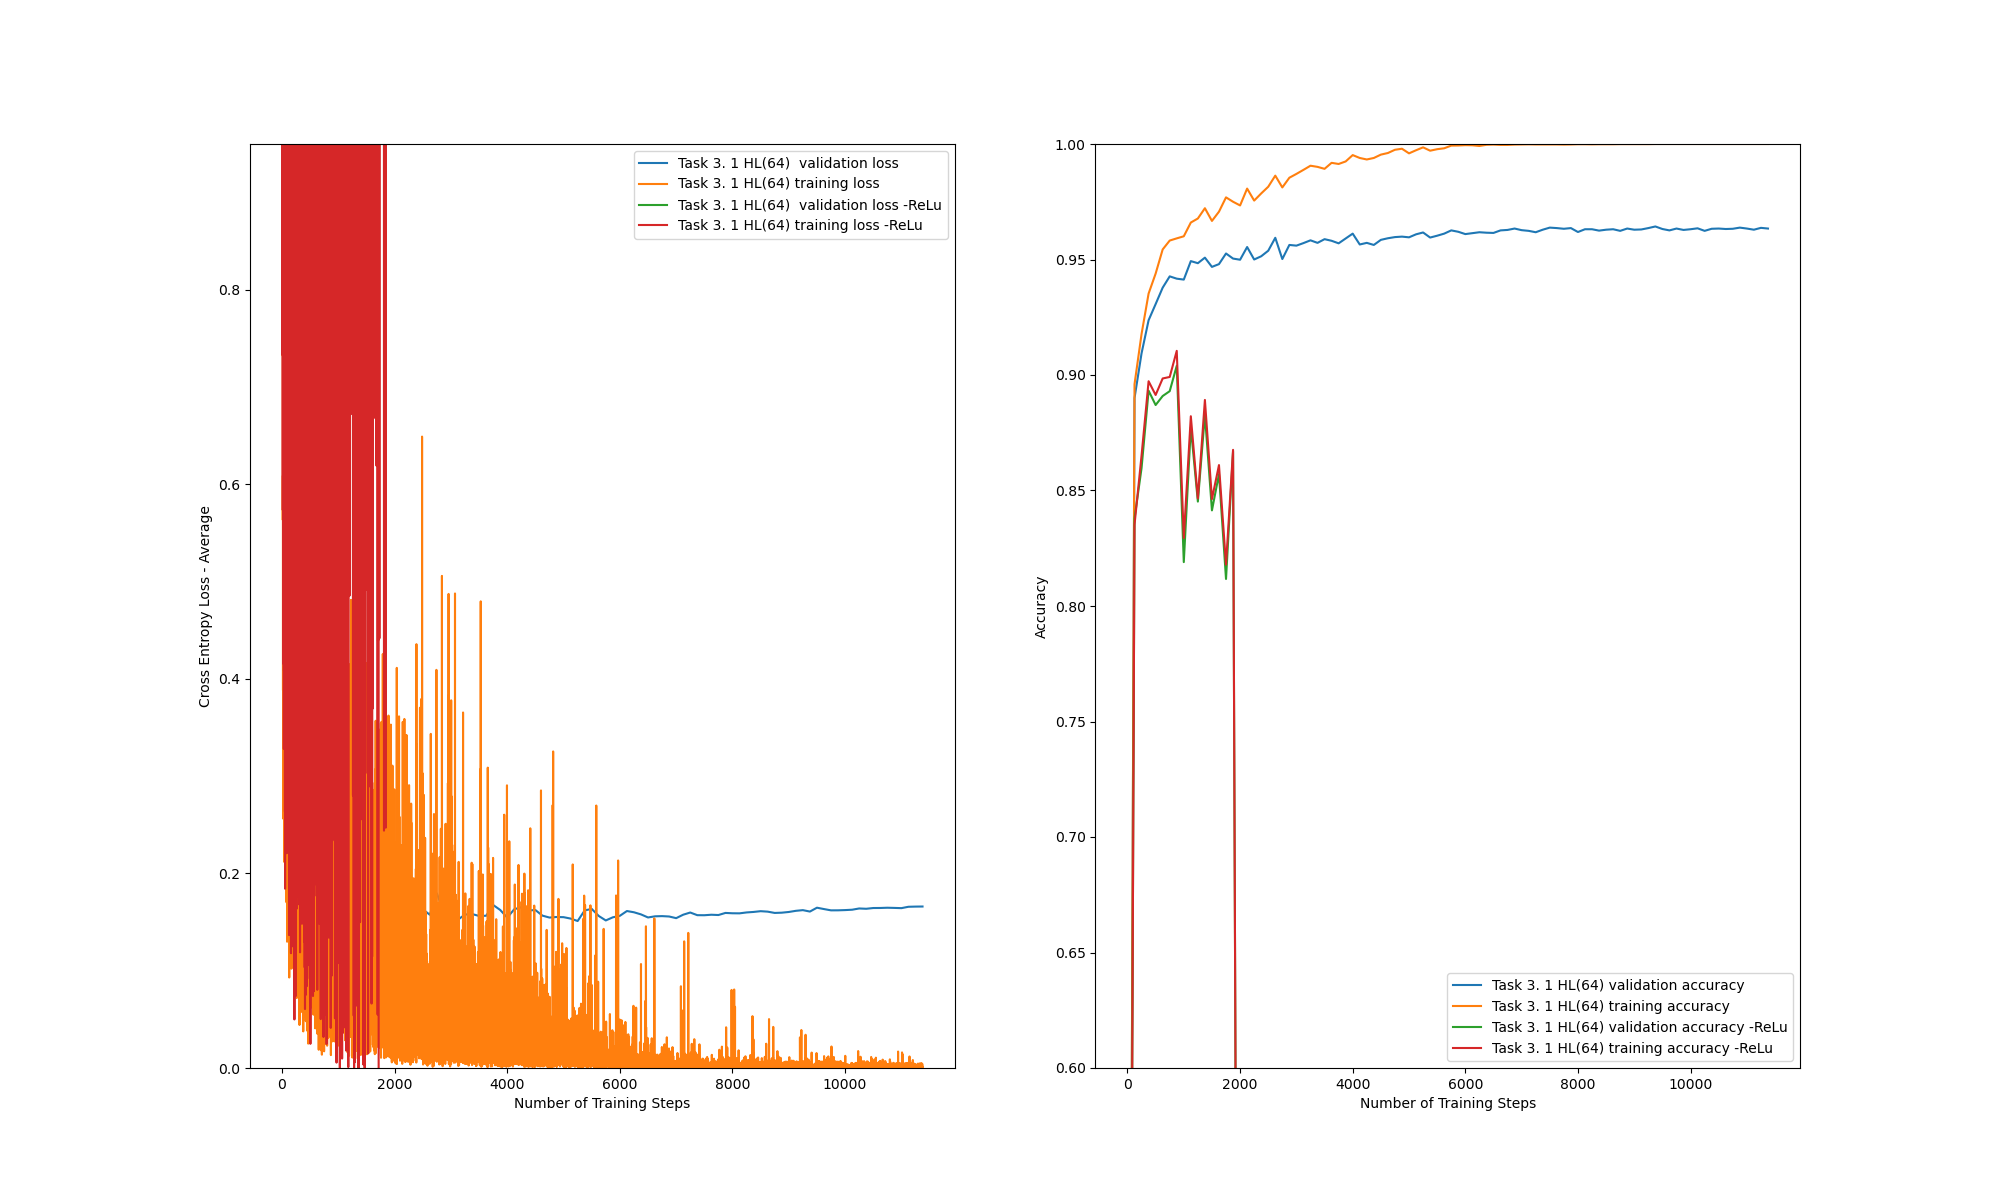 Task 3. 1 HL(64)  validation loss
Task 3. 1 HL(64) training loss
Task 3. 1 HL(64)  validation loss -ReLu
Task 3. 1 HL(64) training loss -ReLu
0.8
0.6
0.4
0.2
0.0
Cross Entropy Loss - Average
0 2000 4000 6000 8000 10000
Number of Training Steps
1.00
0.95
0.90
0.85
0.80
0.75
0.70
0.65
0.60
Accuracy
Task 3. 1 HL(64) validation accuracy
Task 3. 1 HL(64) training accuracy
Task 3. 1 HL(64) validation accuracy -ReLu
Task 3. 1 HL(64) training accuracy -ReLu
0 2000 4000 6000 8000 10000
Number of Training Steps